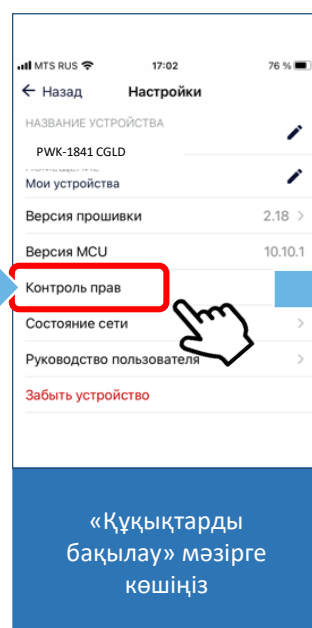 MTS RUS 17:02 76 %
← Назад Настройки
НАЗВАНИЕ УСТРОЙСТВА
PWK-1841 CGLD
Мои устройства
Версия прошивки 2.18 >
Версия MCU 10.10.1
Контроль прав
Состояние сети >
Руководство пользователя >
Забыть устройство
«Құқықтарды
бақылау» мәзірге
көшіңіз